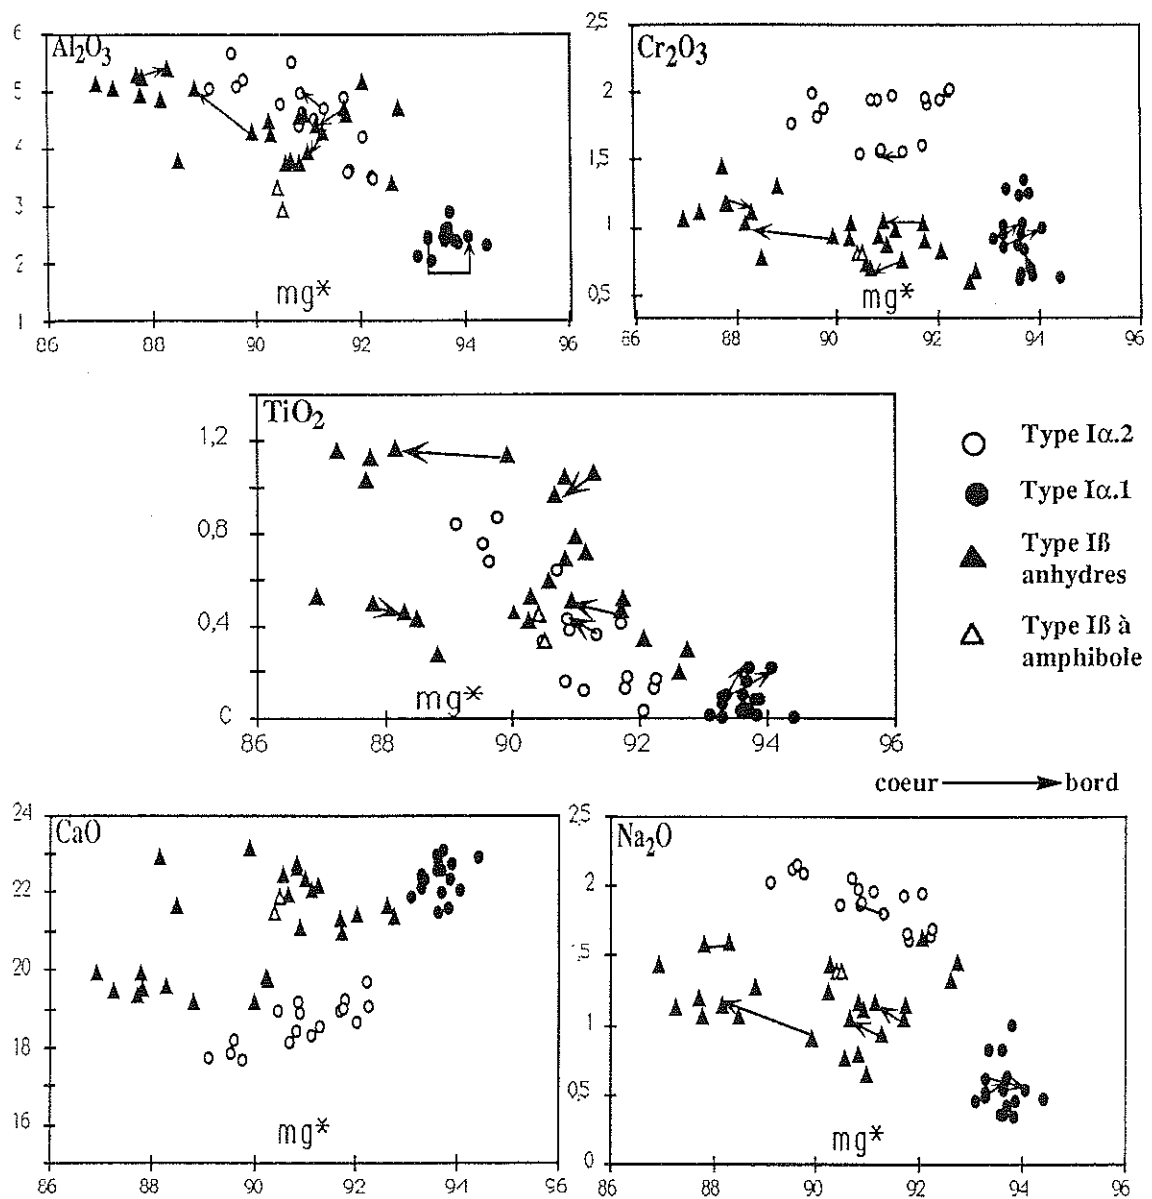 Al₂O₃
6
5
4
3
2
1
mg*
86 88 90 92 94 96
Cr₂O₃
2,5
2
1,5
1
0,5
mg*
86 88 90 92 94 96
TiO₂
1,2
0,8
0,4
0
mg*
86 88 90 92 94 96
Type Iα.2
Type Iα.1
Type Iß
anhydres
Type Iß à
amphibole
coeur bord
CaO
24
22
20
18
16
mg*
86 88 90 92 94 96
Na₂O
2,5
2
1,5
1
0,5
0
mg*
86 88 90 92 94 96